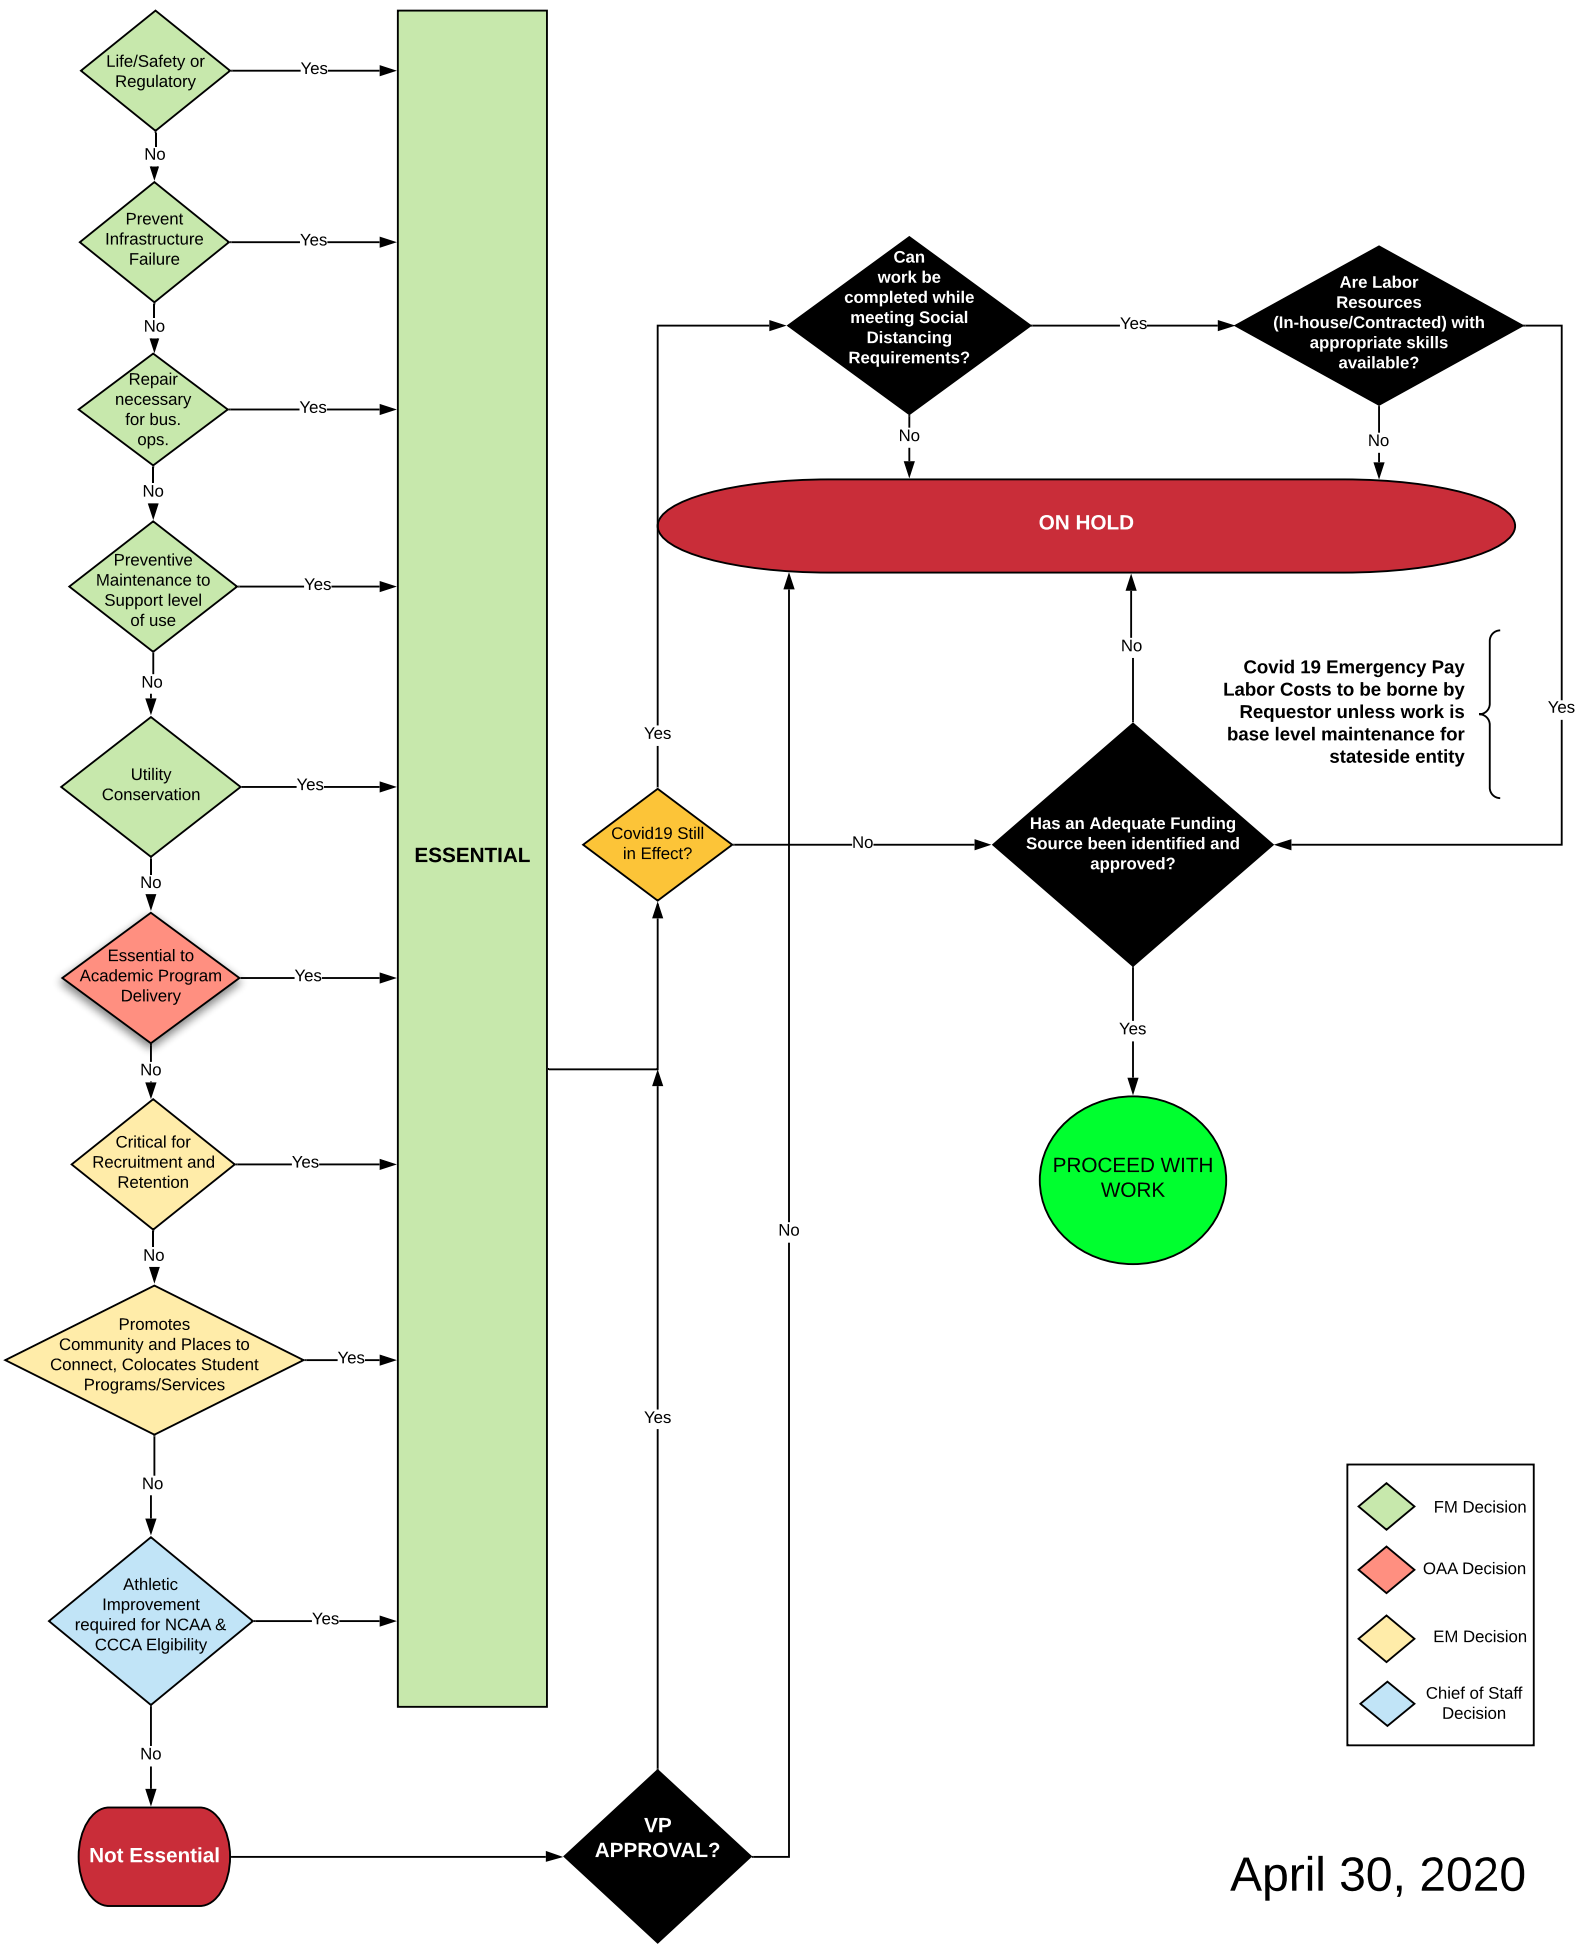 Life/Safety or
Regulatory
Yes
No
Prevent
Infrastructure
Failure
Yes
No
Repair
necessary
for bus.
ops.
Yes
No
Preventive
Maintenance to
Support level
of use
Yes
No
Utility
Conservation
Yes
No
Essential to
Academic Program
Delivery
Yes
No
Critical for
Recruitment and
Retention
Yes
No
Promotes
Community and Places to
Connect, Colocates Student
Programs/Services
Yes
No
Athletic
Improvement
required for NCAA &
CCCA Elgibility
Yes
No
Not Essential
ESSENTIAL
VP
APPROVAL?
Yes
No
Covid19 Still
in Effect?
Yes
No
Can
work be
completed while
meeting Social
Distancing
Requirements?
Yes
No
Are Labor
Resources
(In-house/Contracted) with
appropriate skills
available?
No
Yes
ON HOLD
No
Covid 19 Emergency Pay
Labor Costs to be borne by
Requestor unless work is
base level maintenance for
stateside entity
Has an Adequate Funding
Source been identified and
approved?
Yes
PROCEED WITH
WORK
FM Decision
OAA Decision
EM Decision
Chief of Staff
Decision
April 30, 2020